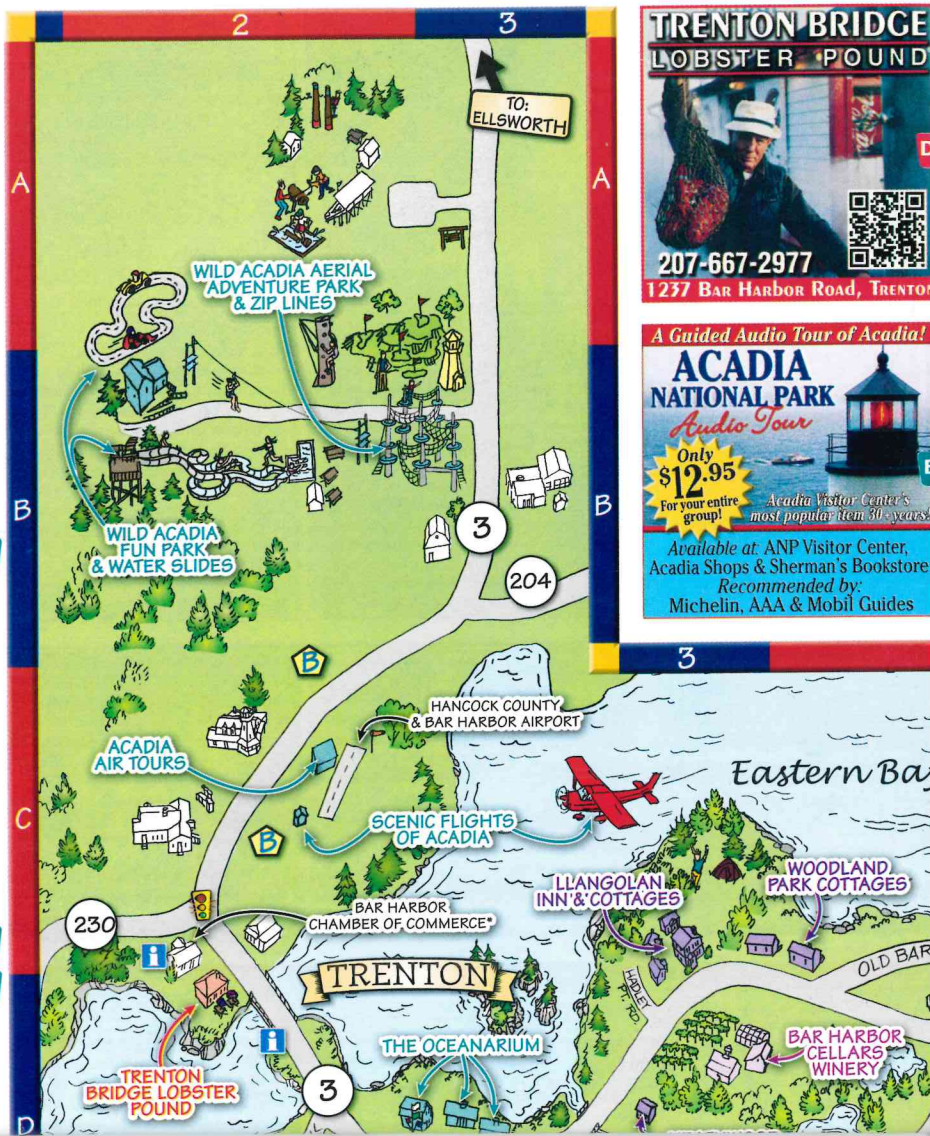 2
3
A
A
B
B
C
D
3
TO:
ELLSWORTH
WILD ACADIA AERIAL
ADVENTURE PARK
& ZIP LINES
WILD ACADIA
FUN PARK
& WATER SLIDES
3
204
B
HANCOCK COUNTY
& BAR HARBOR AIRPORT
ACADIA
AIR TOURS
Eastern Bay
SCENIC FLIGHTS
OF ACADIA
B
LLANGOLAN
INN & COTTAGES
WOODLAND
PARK COTTAGES
230
BAR HARBOR
CHAMBER OF COMMERCE*
i
TRENTON
HADLEY
PT. RD
OLD BAR
TRENTON
BRIDGE LOBSTER
POUND
i
THE OCEANARIUM
3
BAR HARBOR
CELLARS
WINERY
TRENTON BRIDGE
LOBSTER POUND
D
207-667-2977
1237 BAR HARBOR ROAD, TRENTON
A Guided Audio Tour of Acadia!
ACADIA
NATIONAL PARK
Audio Tour
Only
$12.95
For your entire
group!
Acadia Visitor Center's
most popular item 30+years!
Available at: ANP Visitor Center,
Acadia Shops & Sherman's Bookstore
Recommended by:
Michelin, AAA & Mobil Guides